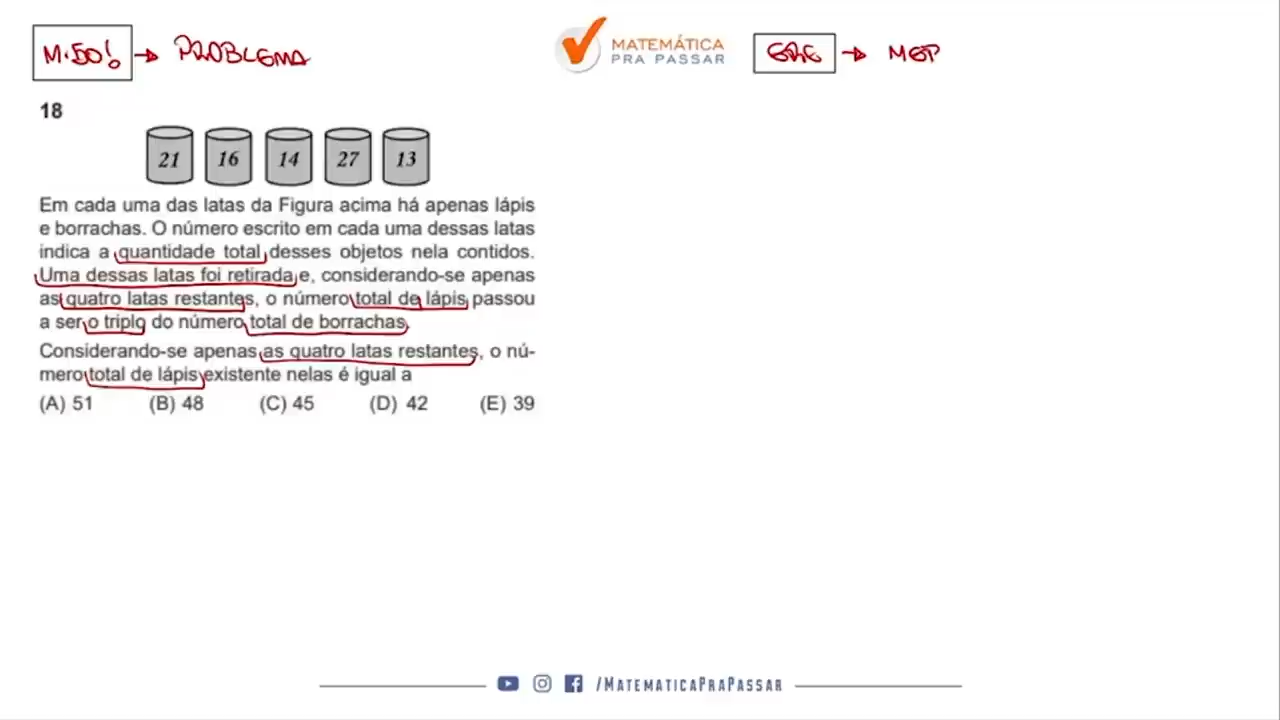 M.50! → PROBLEMA
MATEMÁTICA
PRA PASSAR
→ MGP
18
21 16 14 27 13
Em cada uma das latas da Figura acima há apenas lápis
e borrachas. O número escrito em cada uma dessas latas
indica a quantidade total desses objetos nela contidos.
Uma dessas latas foi retirada e, considerando-se apenas
as quatro latas restantes, o número total de lápis passou
a ser o triplo do número total de borrachas.
Considerando-se apenas as quatro latas restantes, o nú-
mero total de lápis existente nelas é igual a
(A) 51 (B) 48 (C) 45 (D) 42 (E) 39
/MATEMATICAPRAPASSAR